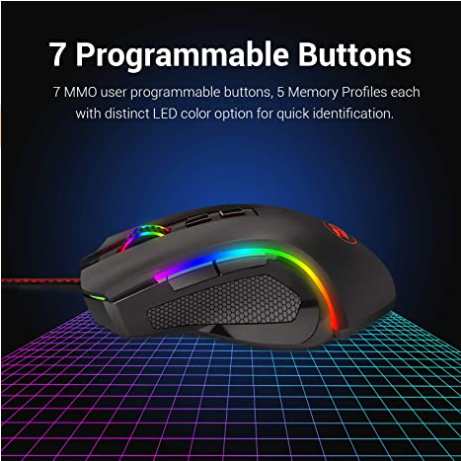 7 Programmable Buttons
7 MMO user programmable buttons, 5 Memory Profiles each
with distinct LED color option for quick identification.